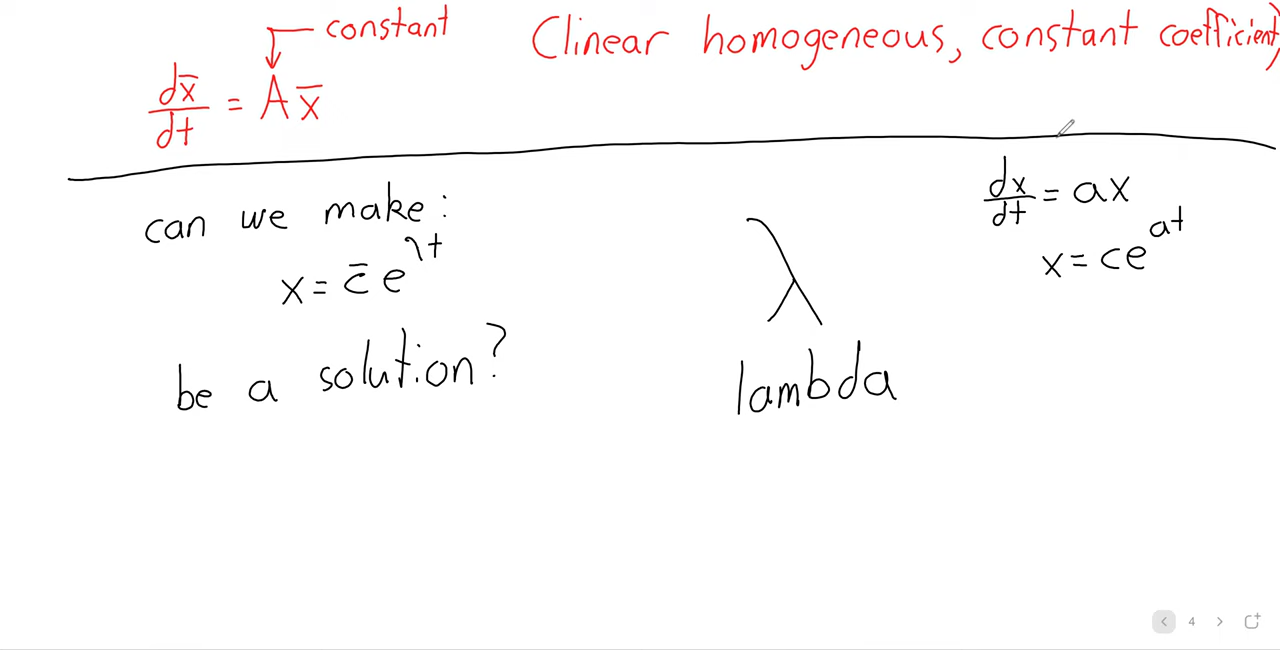 constant
(linear homogeneous, constant coefficient)
dx̄/dt = Ax̄
can we make:
x = c̄e^λt
be a solution?
λ
lambda
dx/dt = ax
x = ce^at
4